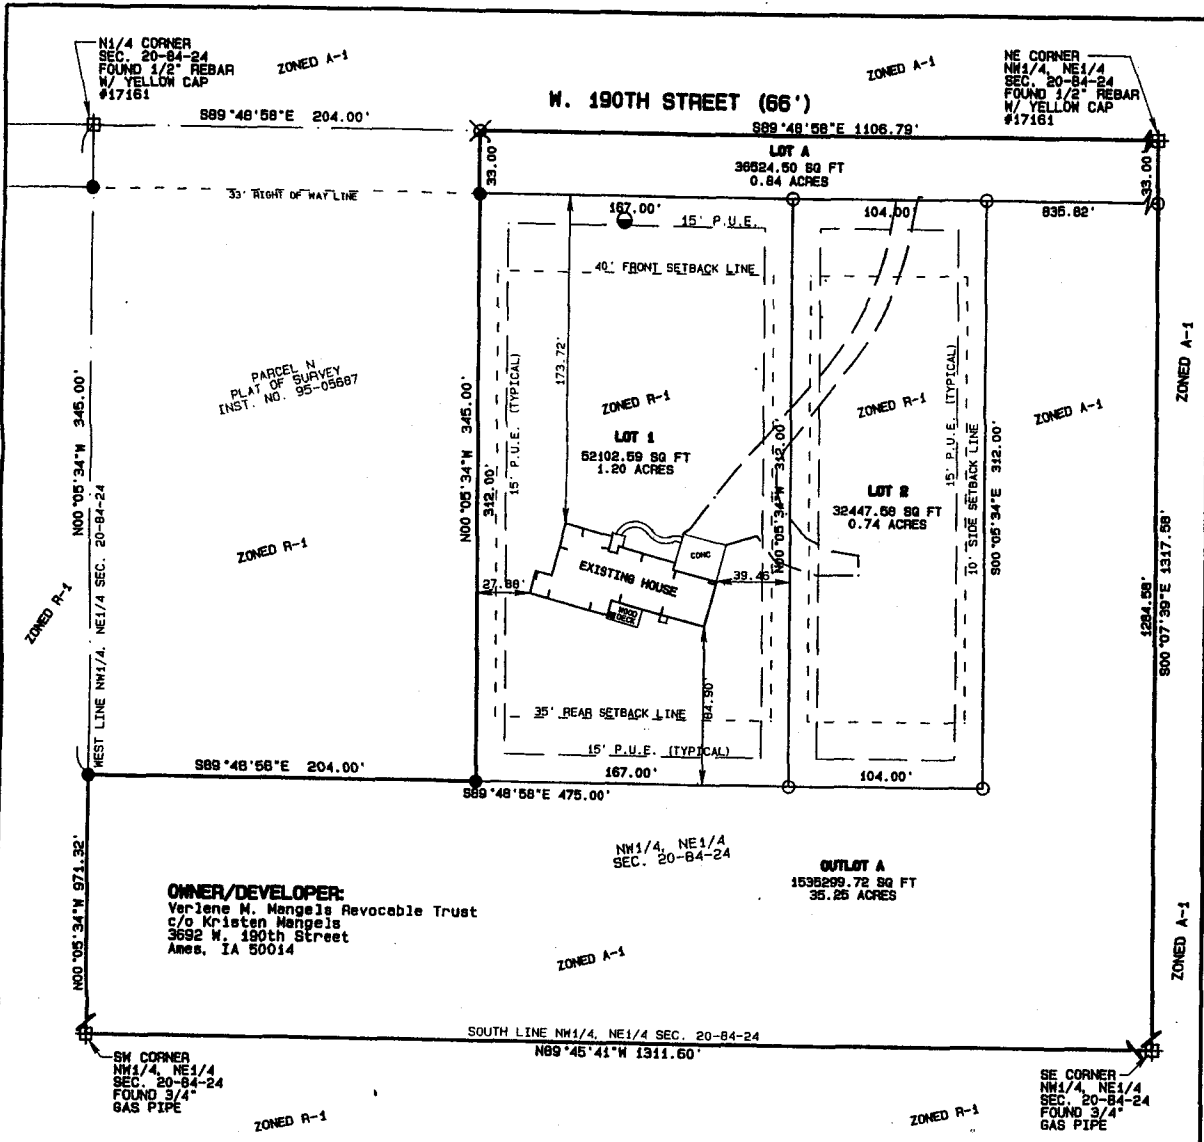 N1/4 CORNER
SEC. 20-84-24
FOUND 1/2" REBAR
W/ YELLOW CAP
#17161
ZONED A-1
ZONED A-1
NE CORNER
NW1/4, NE1/4
SEC. 20-84-24
FOUND 1/2" REBAR
W/ YELLOW CAP
#17161
W. 190TH STREET (66')
S89°48'58"E 204.00'
S89°48'58"E 1106.79'
33.00'
LOT A
36524.50 SQ FT
0.84 ACRES
33.00'
33' RIGHT OF WAY LINE
167.00'
15' P.U.E.
104.00'
835.82'
40' FRONT SETBACK LINE
173.72'
PARCEL N
PLAT OF SURVEY
INST. NO. 95-05687
N00°05'34"W 345.00'
WEST LINE NW1/4, NE1/4 SEC. 20-84-24
N00°05'34"W 345.00'
312.00'
15' P.U.E. (TYPICAL)
ZONED R-1
LOT 1
52102.59 SQ FT
1.20 ACRES
N00°05'34"W 312.00'
ZONED R-1
LOT 2
32447.58 SQ FT
0.74 ACRES
15' P.U.E. (TYPICAL)
10' SIDE SETBACK LINE
S00°05'34"E 312.00'
ZONED A-1
ZONED A-1
ZONED R-1
ZONED R-1
EXISTING HOUSE
CONC
WOOD
DECK
27.88'
39.46'
84.90'
1284.58'
S00°07'39"E 1317.58'
35' REAR SETBACK LINE
15' P.U.E. (TYPICAL)
S89°48'56"E 204.00'
167.00'
104.00'
S89°48'58"E 475.00'
NW1/4, NE1/4
SEC. 20-84-24
OUTLOT A
1535299.72 SQ FT
35.25 ACRES
N00°05'34"W 971.32'
OWNER/DEVELOPER:
Verlene M. Mangels Revocable Trust
c/o Kristen Mangels
3692 W. 190th Street
Ames, IA 50014
ZONED A-1
ZONED A-1
SOUTH LINE NW1/4, NE1/4 SEC. 20-84-24
N89°45'41"W 1311.60'
SW CORNER
NW1/4, NE1/4
SEC. 20-84-24
FOUND 3/4"
GAS PIPE
SE CORNER
NW1/4, NE1/4
SEC. 20-84-24
FOUND 3/4"
GAS PIPE
ZONED R-1
ZONED R-1